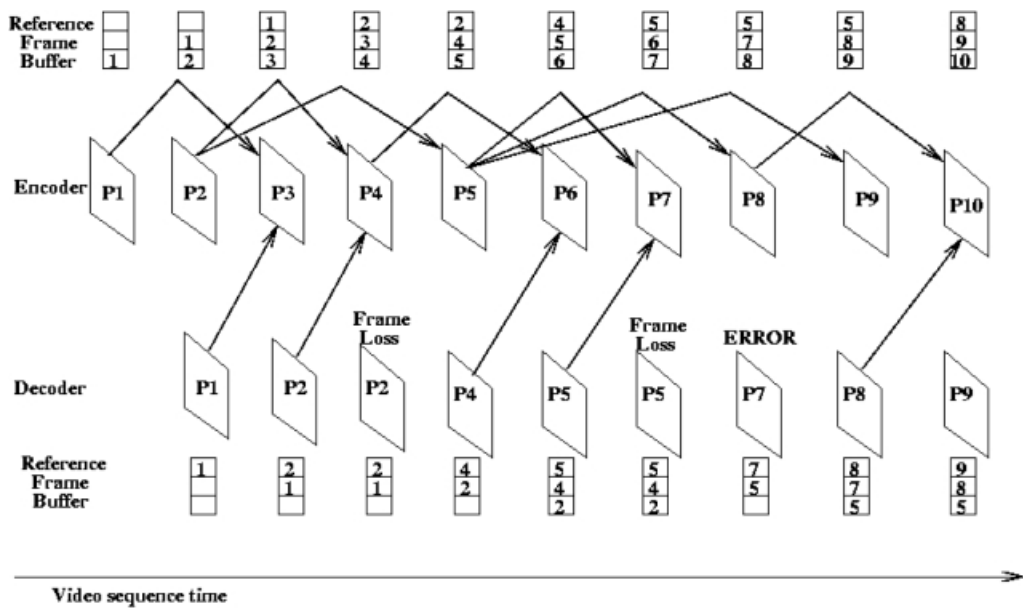 Reference 1 2 2 4 5 5 5 8
Frame 1 2 3 4 5 6 7 8 9
Buffer 1 2 3 4 5 6 7 8 9 10
Encoder P1 P2 P3 P4 P5 P6 P7 P8 P9 P10
Frame Loss
Frame Loss
ERROR
Decoder P1 P2 P2 P4 P5 P5 P7 P8 P9
Reference 1 2 2 4 5 5 7 8 9
Frame 1 1 2 4 4 5 7 8
Buffer 2 2 5 5
Video sequence time